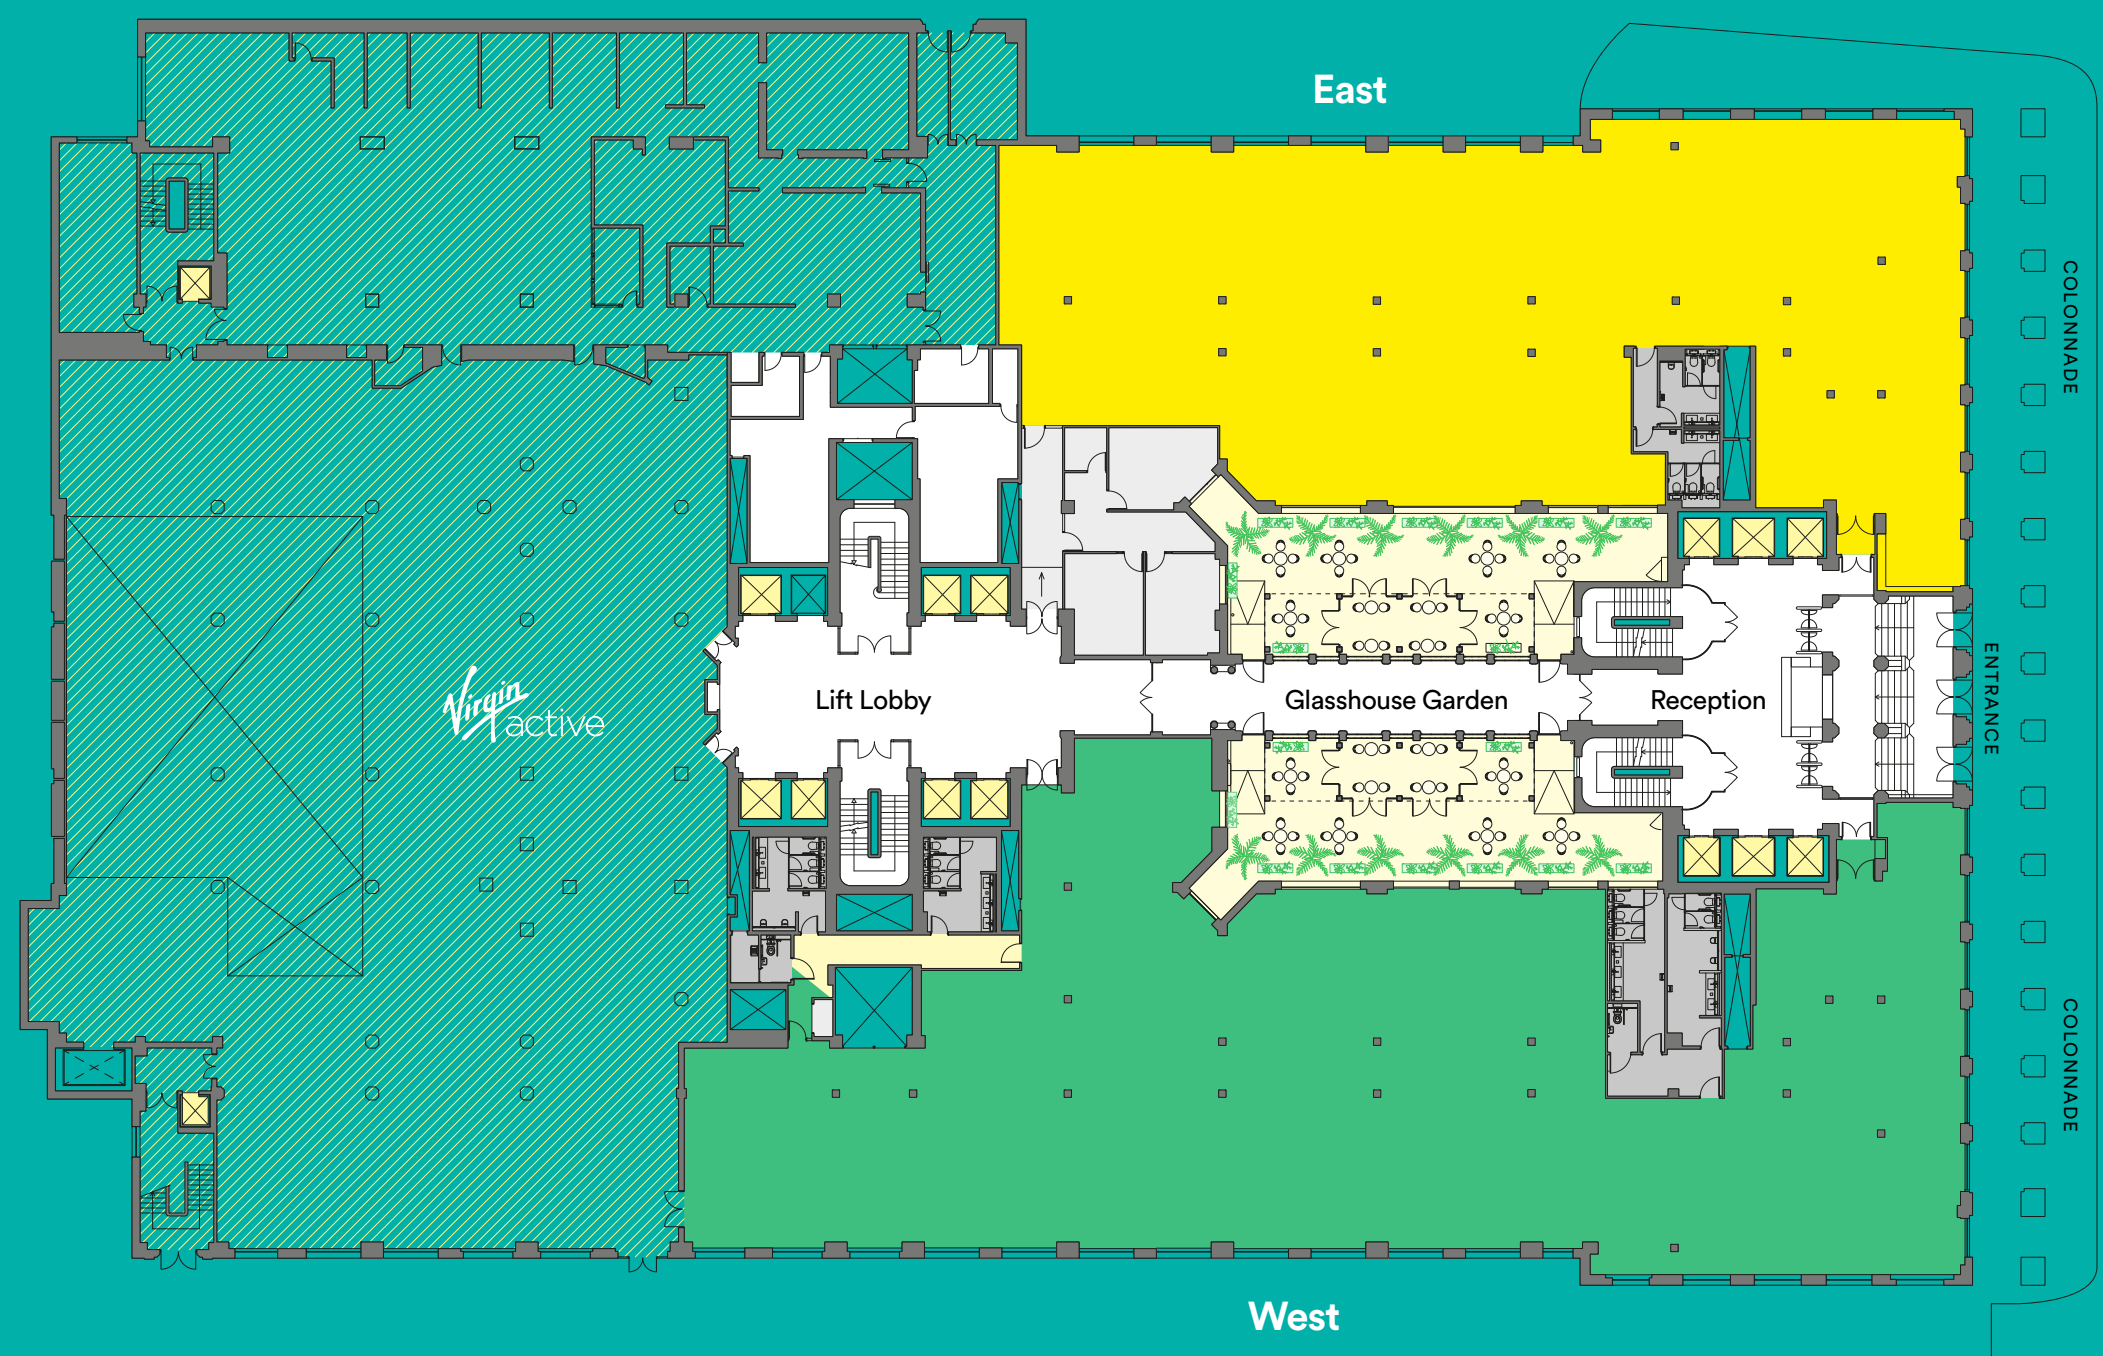 East
COLONNADE
Virgin
active
Lift Lobby
Glasshouse Garden
Reception
ENTRANCE
COLONNADE
West